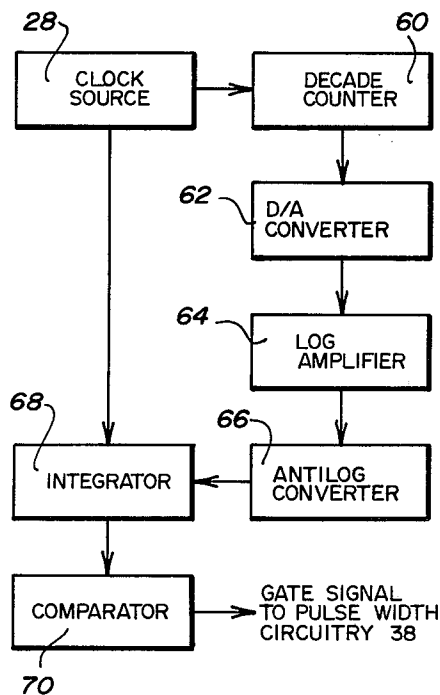 28
60
CLOCK
SOURCE
DECADE
COUNTER
62
D/A
CONVERTER
64
LOG
AMPLIFIER
68
66
INTEGRATOR
ANTILOG
CONVERTER
COMPARATOR
GATE SIGNAL
TO PULSE WIDTH
CIRCUITRY 38
70